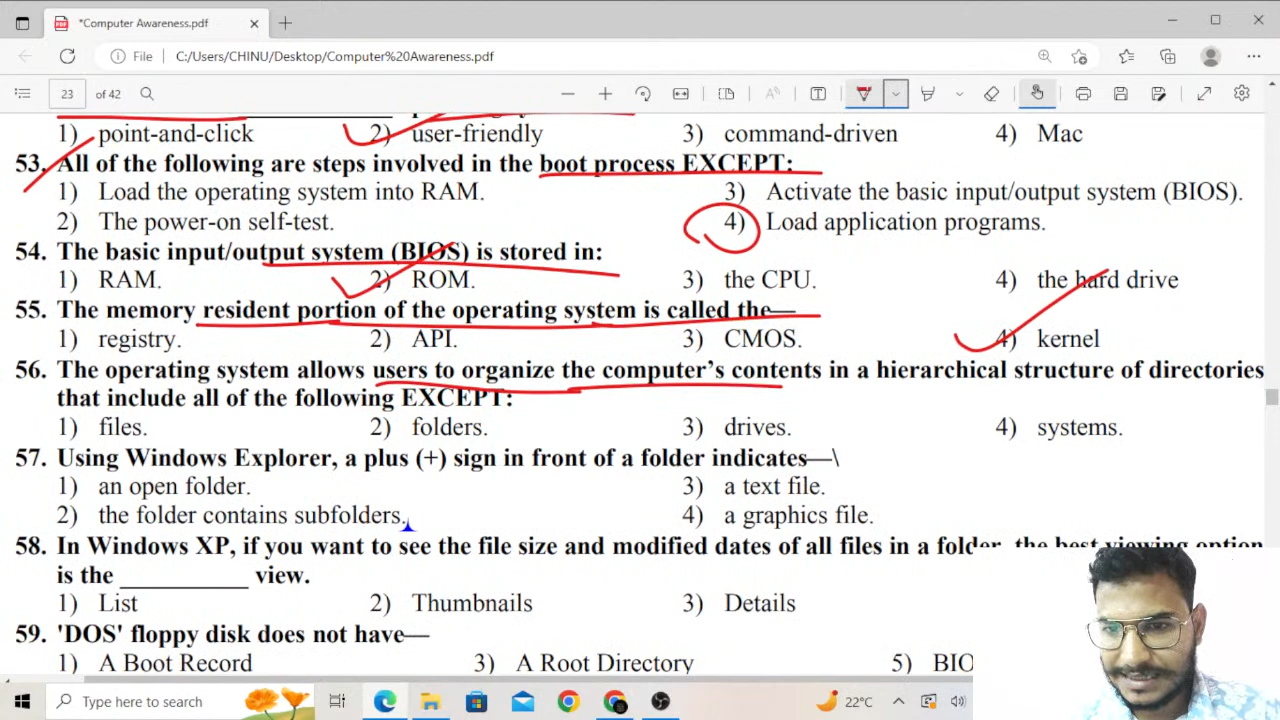 *Computer Awareness.pdf
File C:/Users/CHINU/Desktop/Computer%20Awareness.pdf
23 of 42
1) point-and-click 2) user-friendly 3) command-driven 4) Mac
53. All of the following are steps involved in the boot process EXCEPT:
1) Load the operating system into RAM. 3) Activate the basic input/output system (BIOS).
2) The power-on self-test. 4) Load application programs.
54. The basic input/output system (BIOS) is stored in:
1) RAM. 2) ROM. 3) the CPU. 4) the hard drive
55. The memory resident portion of the operating system is called the—
1) registry. 2) API. 3) CMOS. 4) kernel
56. The operating system allows users to organize the computer's contents in a hierarchical structure of directories
that include all of the following EXCEPT:
1) files. 2) folders. 3) drives. 4) systems.
57. Using Windows Explorer, a plus (+) sign in front of a folder indicates—\
1) an open folder. 3) a text file.
2) the folder contains subfolders. 4) a graphics file.
58. In Windows XP, if you want to see the file size and modified dates of all files in a folder, the best viewing option
is the __________ view.
1) List 2) Thumbnails 3) Details
59. 'DOS' floppy disk does not have—
1) A Boot Record 3) A Root Directory 5) BIO
Type here to search 22°C